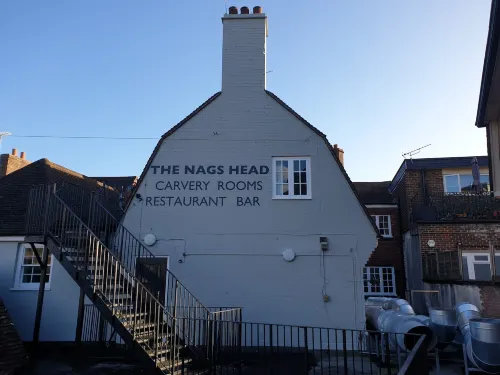 THE NAGS HEAD
CARVERY ROOMS
RESTAURANT BAR